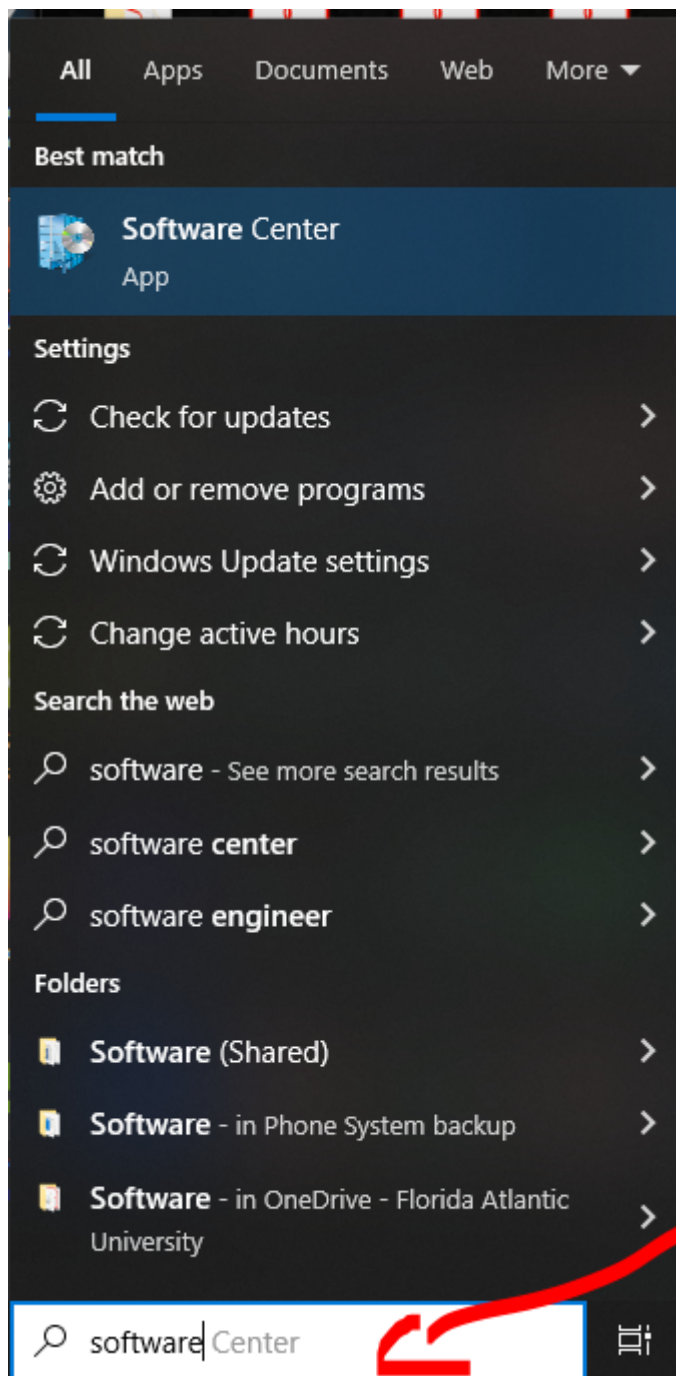 All Apps Documents Web More
Best match
Software Center
App
Settings
Check for updates
Add or remove programs
Windows Update settings
Change active hours
Search the web
software - See more search results
software center
software engineer
Folders
Software (Shared)
Software - in Phone System backup
Software - in OneDrive - Florida Atlantic
University
software Center